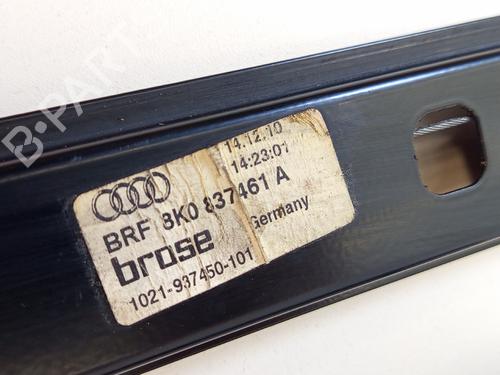 B-PARTS
14.12.10
14:23:01
BRF 8K0 837461 A
brose Germany
1021-937450-101